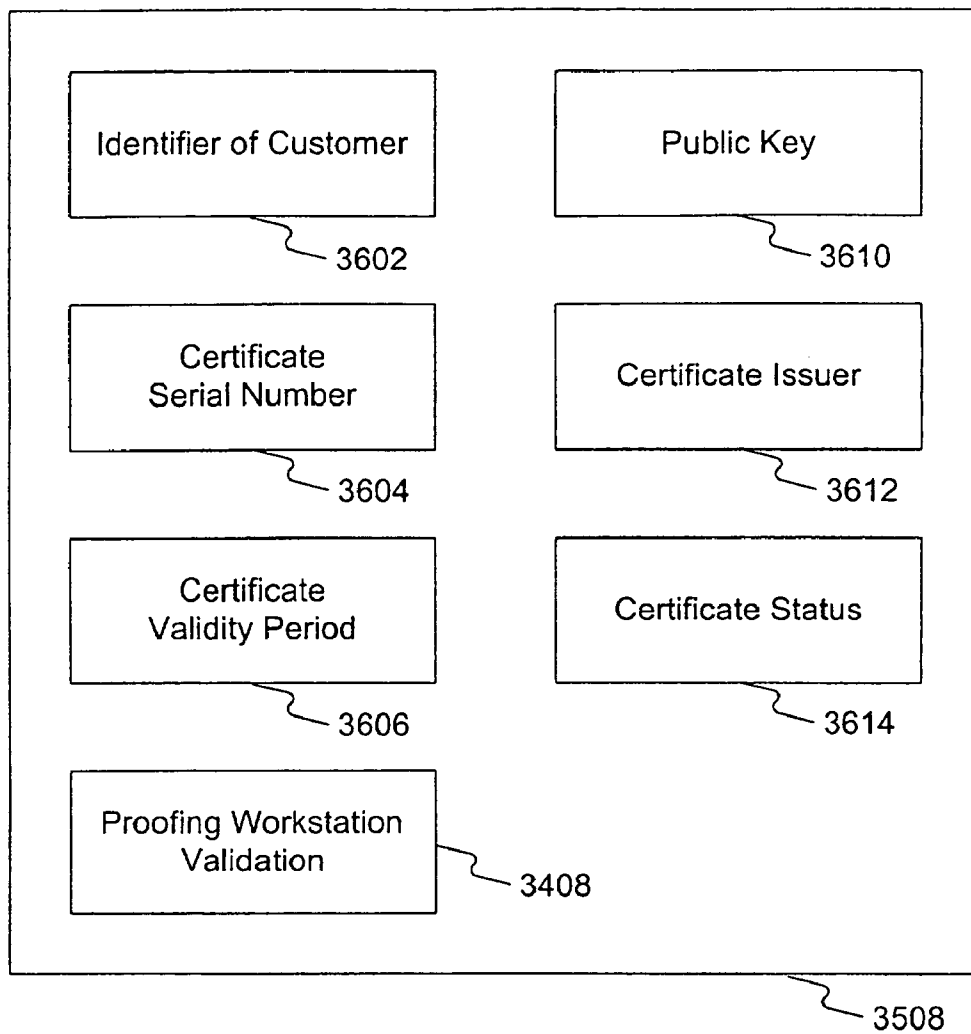 Identifier of Customer
3602
Public Key
3610
Certificate
Serial Number
3604
Certificate Issuer
3612
Certificate
Validity Period
3606
Certificate Status
3614
Proofing Workstation
Validation
3408
3508